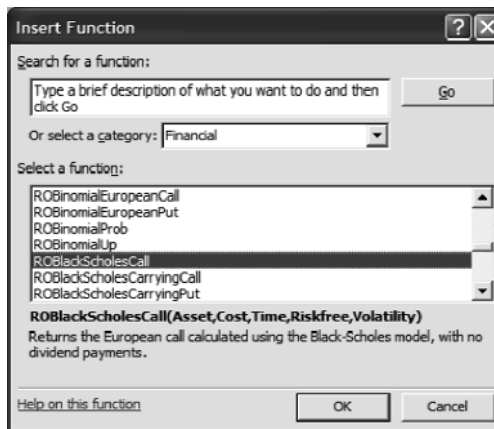 Insert Function
Search for a function:
Type a brief description of what you want to do and then
click Go
Go
Or select a category: Financial
Select a function:
ROBinomialEuropeanCall
ROBinomialEuropeanPut
ROBinomialProb
ROBinomialUp
ROBlackScholesCall
ROBlackScholesCarryingCall
ROBlackScholesCarryingPut
ROBlackScholesCall(Asset,Cost,Time,Riskfree,Volatility)
Returns the European call calculated using the Black-Scholes model, with no
dividend payments.
Help on this function
OK
Cancel